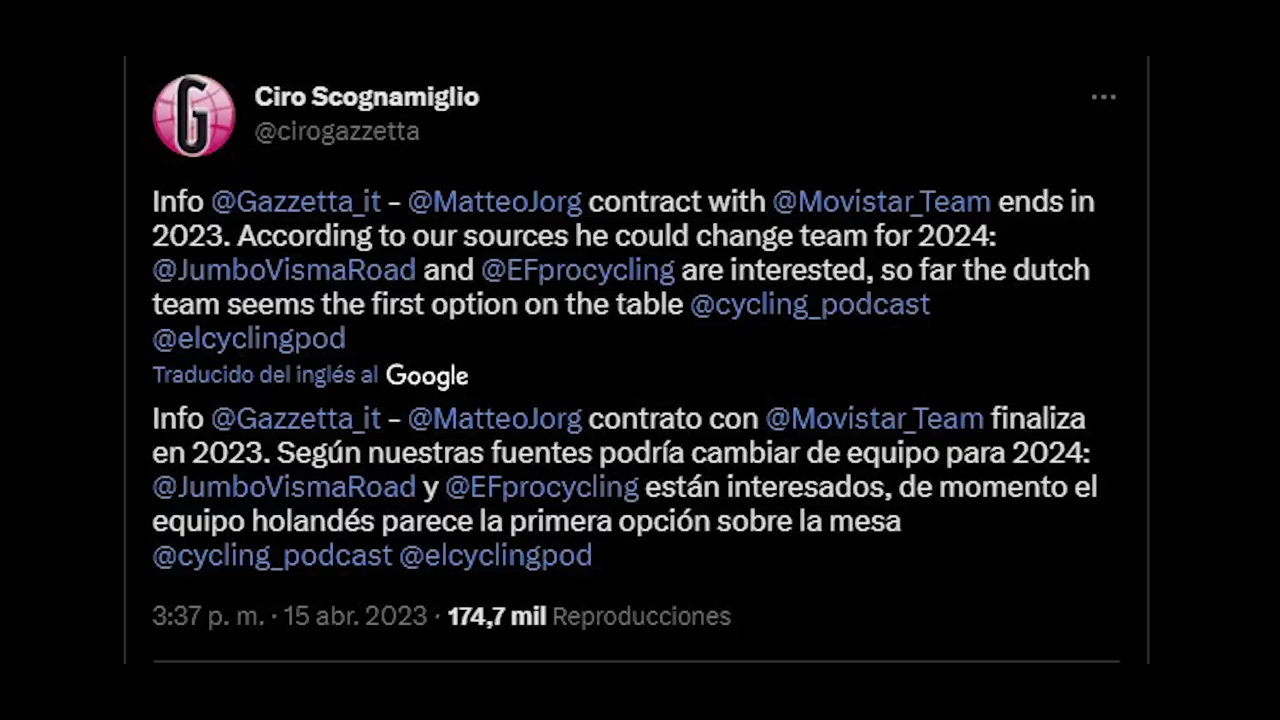 G
Ciro Scognamiglio
@cirogazzetta
Info @Gazzetta_it – @MatteoJorg contract with @Movistar_Team ends in
2023. According to our sources he could change team for 2024:
@JumboVismaRoad and @EFprocycling are interested, so far the dutch
team seems the first option on the table @cycling_podcast
@elcyclingpod
Traducido del inglés al Google
Info @Gazzetta_it – @MatteoJorg contrato con @Movistar_Team finaliza
en 2023. Según nuestras fuentes podría cambiar de equipo para 2024:
@JumboVismaRoad y @EFprocycling están interesados, de momento el
equipo holandés parece la primera opción sobre la mesa
@cycling_podcast @elcyclingpod
3:37 p. m. · 15 abr. 2023 · 174,7 mil Reproducciones